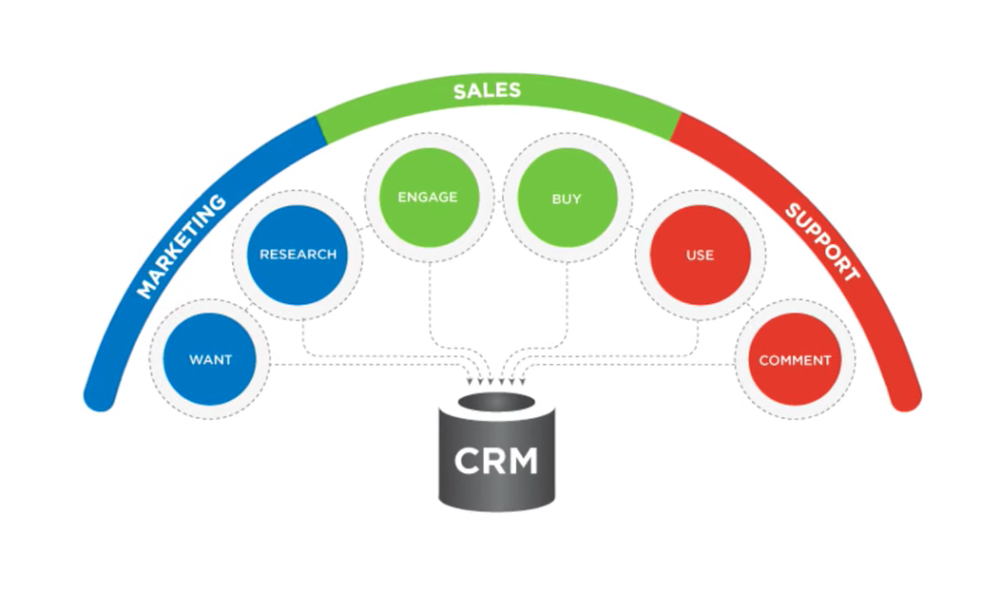 SALES
MARKETING
SUPPORT
ENGAGE
BUY
RESEARCH
USE
WANT
COMMENT
CRM